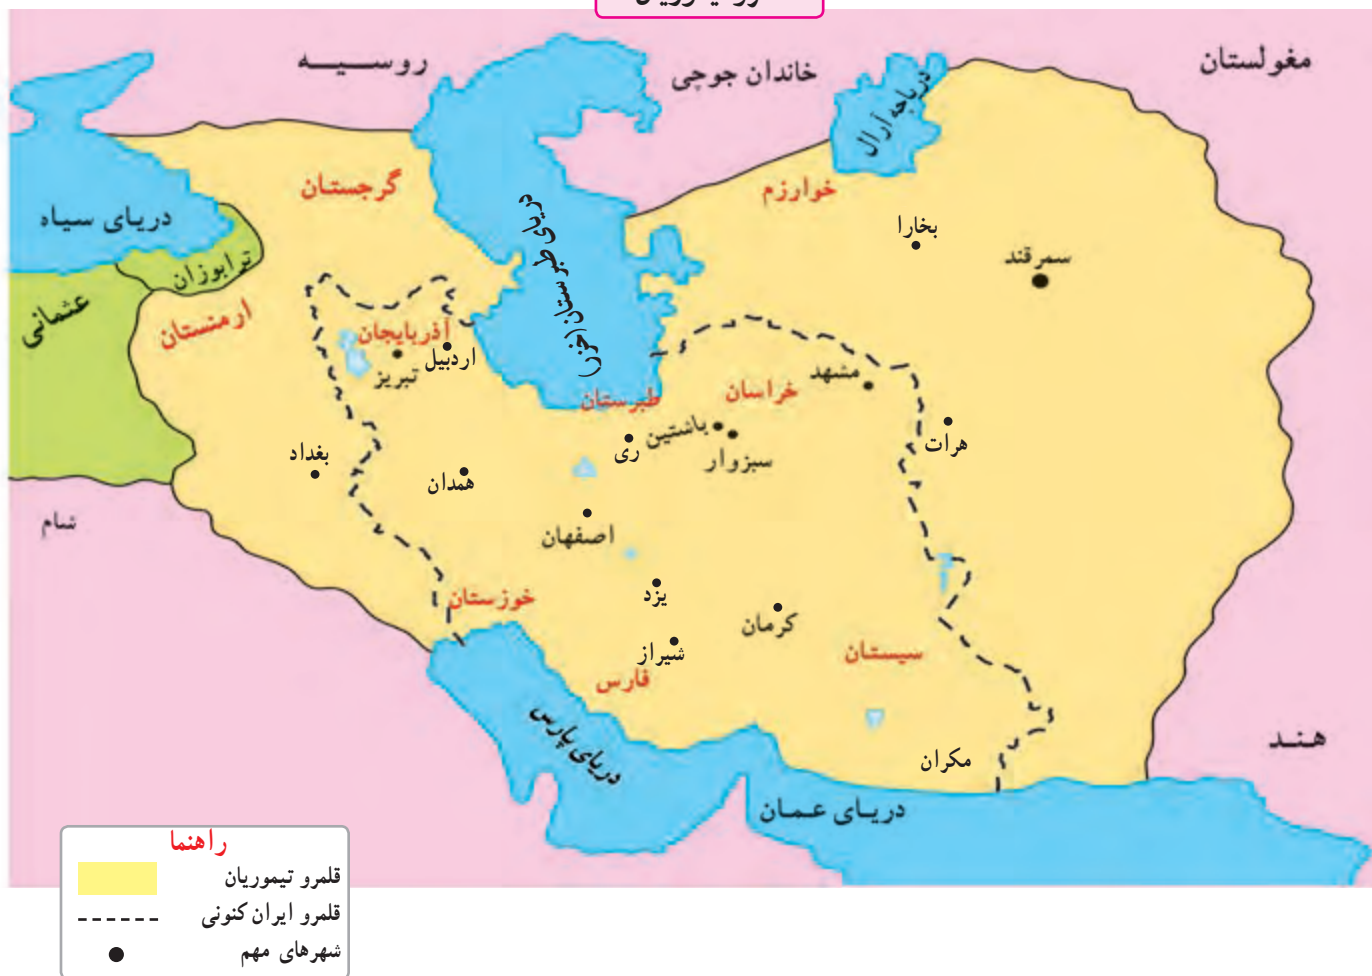 روسیه
خاندان جوجی
مغولستان
دریاچه آرال
گرجستان
خوارزم
دریای سیاه
بخارا
سمرقند
ترابوزان
دریای طبرستان (خزر)
عثمانی
ارمنستان
آذربایجان
اردبیل
تبریز
مشهد
خراسان
طبرستان
باشتین
سبزوار
ری
هرات
بغداد
همدان
شام
اصفهان
خوزستان
یزد
کرمان
شیراز
سیستان
فارس
دریای پارس
مکران
هند
دریای عمان
راهنما
قلمرو تیموریان
قلمرو ایران کنونی
شهرهای مهم